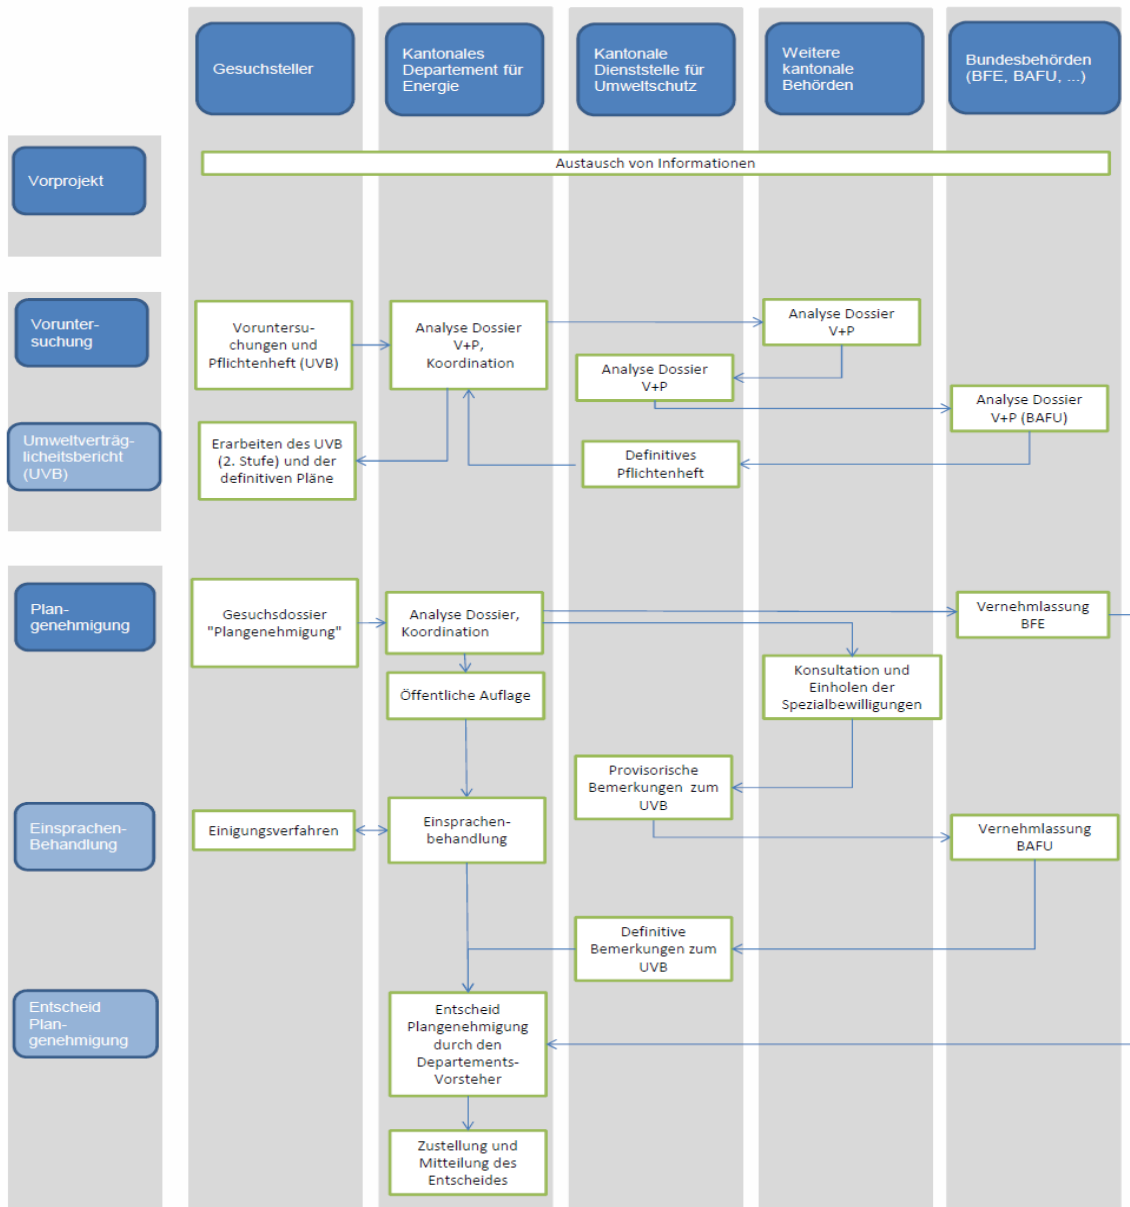 Gesuchsteller
Kantonales
Departement für
Energie
Kantonale
Dienststelle für
Umweltschutz
Weitere
kantonale
Behörden
Bundesbehörden
(BFE, BAFU, ...)
Vorprojekt
Austausch von Informationen
Vorunter-
suchung
Voruntersu-
chungen und
Pflichtenheft (UVB)
Analyse Dossier
V+P,
Koordination
Analyse Dossier
V+P
Analyse Dossier
V+P
Analyse Dossier
V+P (BAFU)
Umweltverträg-
licheitsbericht
(UVB)
Erarbeiten des UVB
(2. Stufe) und der
definitiven Pläne
Definitives
Pflichtenheft
Plan-
genehmigung
Gesuchsdossier
"Plangenehmigung"
Analyse Dossier,
Koordination
Vernehmlassung
BFE
Öffentliche Auflage
Konsultation und
Einholen der
Spezialbewilligungen
Provisorische
Bemerkungen zum
UVB
Einsprachen-
Behandlung
Einigungsverfahren
Einsprachen-
behandlung
Vernehmlassung
BAFU
Definitive
Bemerkungen zum
UVB
Entscheid
Plan-
genehmigung
Entscheid
Plangenehmigung
durch den
Departements-
Vorsteher
Zustellung und
Mitteilung des
Entscheides